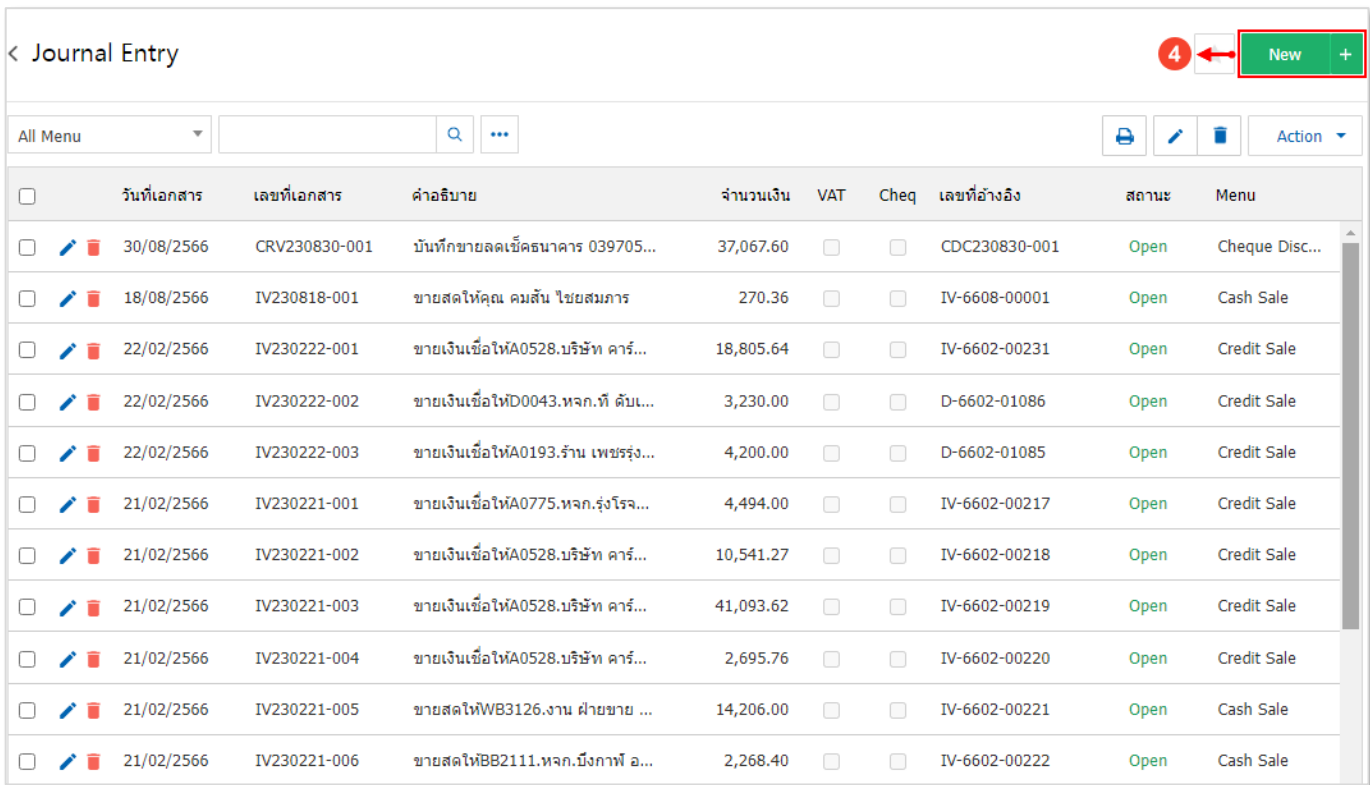 Journal Entry
4 New +
All Menu Action
วันที่เอกสาร เลขที่เอกสาร คำอธิบาย จำนวนเงิน VAT Cheq เลขที่อ้างอิง สถานะ Menu
30/08/2566 CRV230830-001 บันทึกขายลดเช็คธนาคาร 039705... 37,067.60 CDC230830-001 Open Cheque Disc...
18/08/2566 IV230818-001 ขายสดให้คุณ คมสัน ไชยสมภาร 270.36 IV-6608-00001 Open Cash Sale
22/02/2566 IV230222-001 ขายเงินเชื่อให้A0528.บริษัท คาร์... 18,805.64 IV-6602-00231 Open Credit Sale
22/02/2566 IV230222-002 ขายเงินเชื่อให้D0043.หจก.ที ดับเ... 3,230.00 D-6602-01086 Open Credit Sale
22/02/2566 IV230222-003 ขายเงินเชื่อให้A0193.ร้าน เพชรรุ่ง... 4,200.00 D-6602-01085 Open Credit Sale
21/02/2566 IV230221-001 ขายเงินเชื่อให้A0775.หจก.รุ่งโรจ... 4,494.00 IV-6602-00217 Open Credit Sale
21/02/2566 IV230221-002 ขายเงินเชื่อให้A0528.บริษัท คาร์... 10,541.27 IV-6602-00218 Open Credit Sale
21/02/2566 IV230221-003 ขายเงินเชื่อให้A0528.บริษัท คาร์... 41,093.62 IV-6602-00219 Open Credit Sale
21/02/2566 IV230221-004 ขายเงินเชื่อให้A0528.บริษัท คาร์... 2,695.76 IV-6602-00220 Open Credit Sale
21/02/2566 IV230221-005 ขายสดให้WB3126.งาน ฝ่ายขาย ... 14,206.00 IV-6602-00221 Open Cash Sale
21/02/2566 IV230221-006 ขายสดให้BB2111.หจก.บึงกาฬ อ... 2,268.40 IV-6602-00222 Open Cash Sale